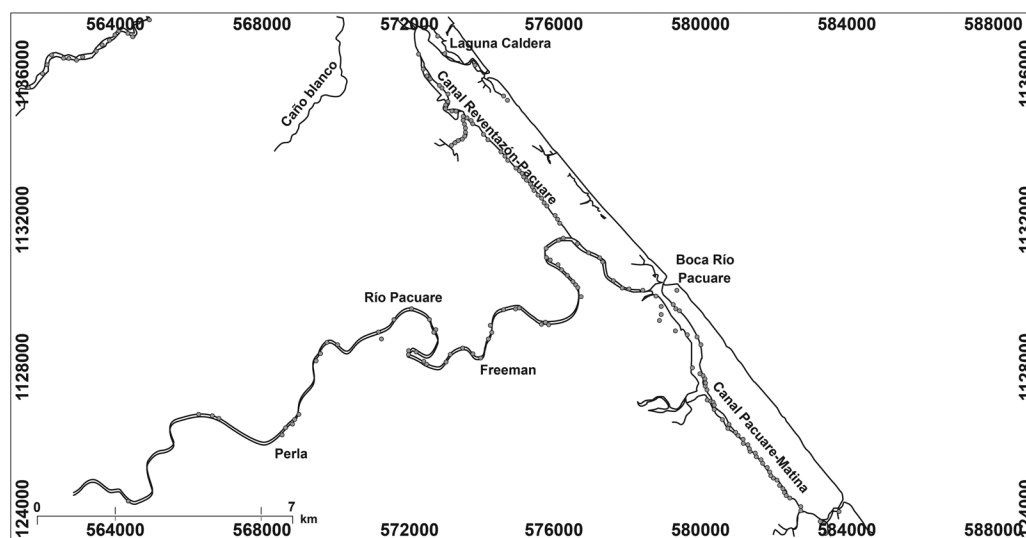 564000 568000 572000 576000 580000 584000 588000
Laguna Caldera
1136000
1136000
Caño blanco
Canal Reventazón-Pacuare
1132000
1132000
Boca Río
Pacuare
Río Pacuare
1128000
1128000
Freeman
Canal Pacuare-Matina
Perla
1124000
1124000
0 7
km
564000 568000 572000 576000 580000 584000 588000